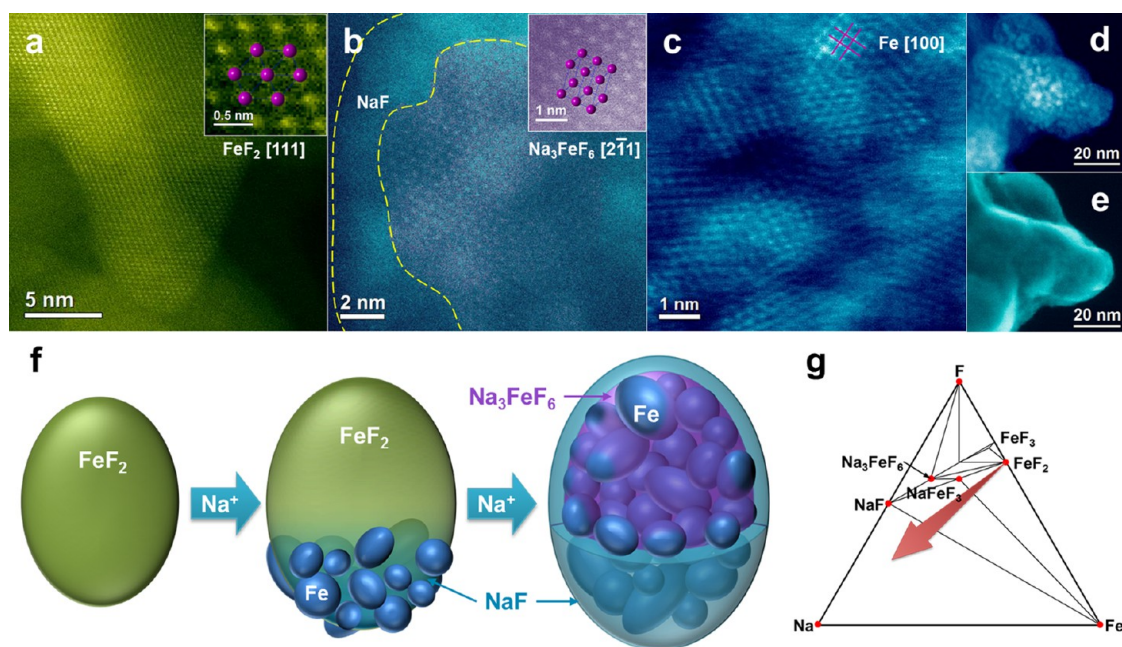 a
0.5 nm
FeF₂ [111]
5 nm
b
NaF
1 nm
Na₃FeF₆ [21̄1]
2 nm
c
Fe [100]
1 nm
d
20 nm
e
20 nm
f
FeF₂
Na⁺
FeF₂
Fe
Na⁺
Na₃FeF₆
Fe
NaF
g
F
FeF₃
Na₃FeF₆
FeF₂
NaFeF₃
NaF
Na
Fe